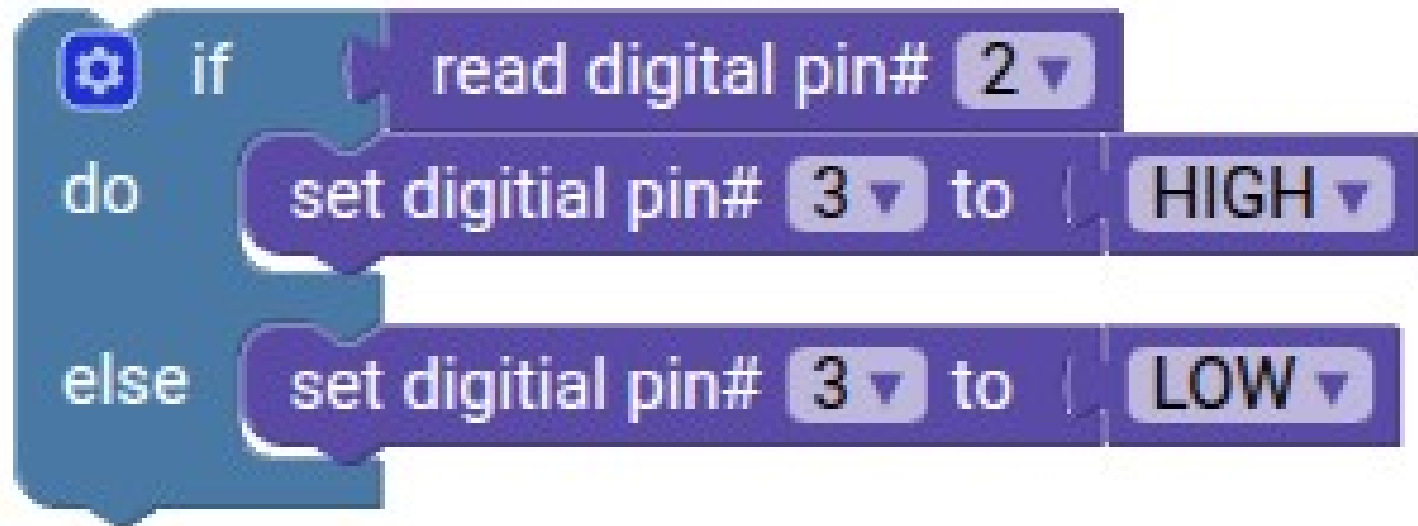 if read digital pin# 2
do set digitial pin# 3 to HIGH
else set digitial pin# 3 to LOW